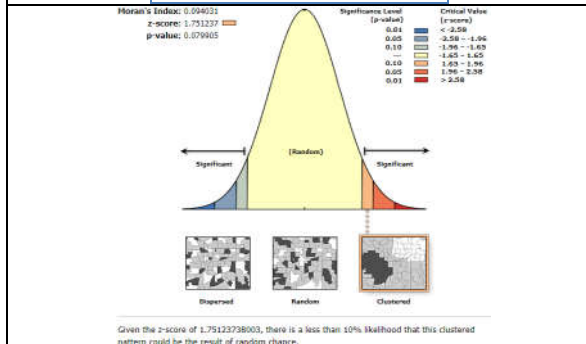 Moran's Index: 0.094031
z-score: 1.751237
p-value: 0.079905
Significance Level
(p-value)
0.01
0.05
0.10
---
0.10
0.05
0.01
Critical Value
(z-score)
< -2.58
-2.58 - -1.96
-1.96 - -1.65
-1.65 - 1.65
1.65 - 1.96
1.96 - 2.58
> 2.58
Significant
(Random)
Significant
Dispersed
Random
Clustered
Given the z-score of 1.75123738003, there is a less than 10% likelihood that this clustered
pattern could be the result of random chance.